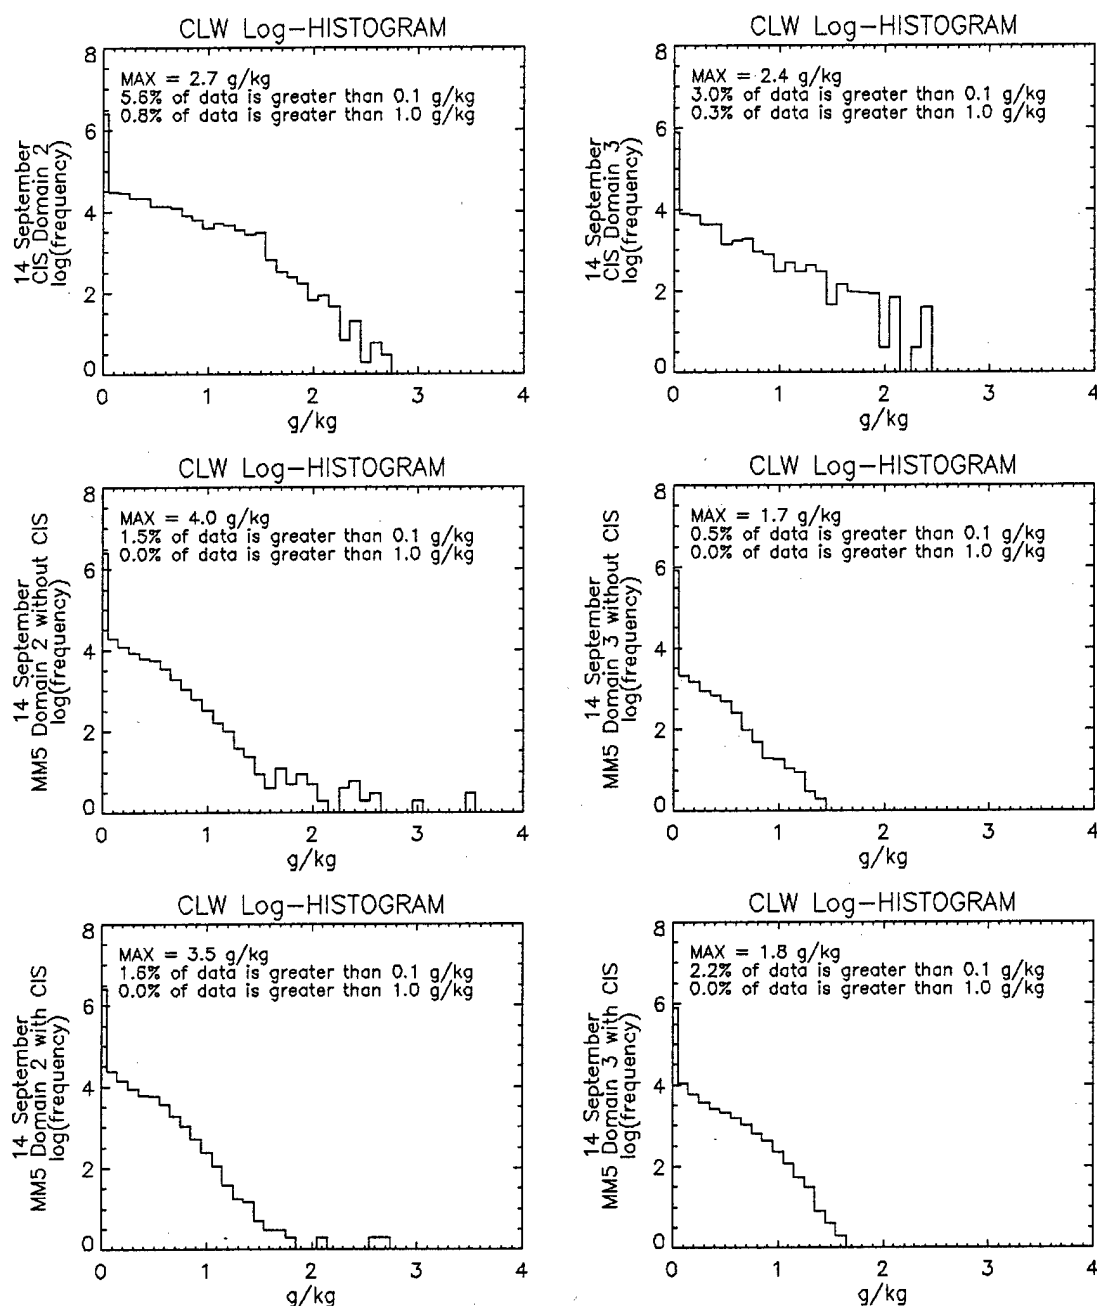 CLW Log-HISTOGRAM
14 September
CIS Domain 2
log(frequency)
8
6
4
2
0
MAX = 2.7 g/kg
5.6% of data is greater than 0.1 g/kg
0.8% of data is greater than 1.0 g/kg
0 1 2 3 4
g/kg
CLW Log-HISTOGRAM
14 September
CIS Domain 3
log(frequency)
8
6
4
2
0
MAX = 2.4 g/kg
3.0% of data is greater than 0.1 g/kg
0.3% of data is greater than 1.0 g/kg
0 1 2 3 4
g/kg
CLW Log-HISTOGRAM
14 September
MM5 Domain 2 without CIS
log(frequency)
8
6
4
2
0
MAX = 4.0 g/kg
1.5% of data is greater than 0.1 g/kg
0.0% of data is greater than 1.0 g/kg
0 1 2 3 4
g/kg
CLW Log-HISTOGRAM
14 September
MM5 Domain 3 without CIS
log(frequency)
8
6
4
2
0
MAX = 1.7 g/kg
0.5% of data is greater than 0.1 g/kg
0.0% of data is greater than 1.0 g/kg
0 1 2 3 4
g/kg
CLW Log-HISTOGRAM
14 September
MM5 Domain 2 with CIS
log(frequency)
8
6
4
2
0
MAX = 3.5 g/kg
1.6% of data is greater than 0.1 g/kg
0.0% of data is greater than 1.0 g/kg
0 1 2 3 4
g/kg
CLW Log-HISTOGRAM
14 September
MM5 Domain 3 with CIS
log(frequency)
8
6
4
2
0
MAX = 1.8 g/kg
2.2% of data is greater than 0.1 g/kg
0.0% of data is greater than 1.0 g/kg
0 1 2 3 4
g/kg